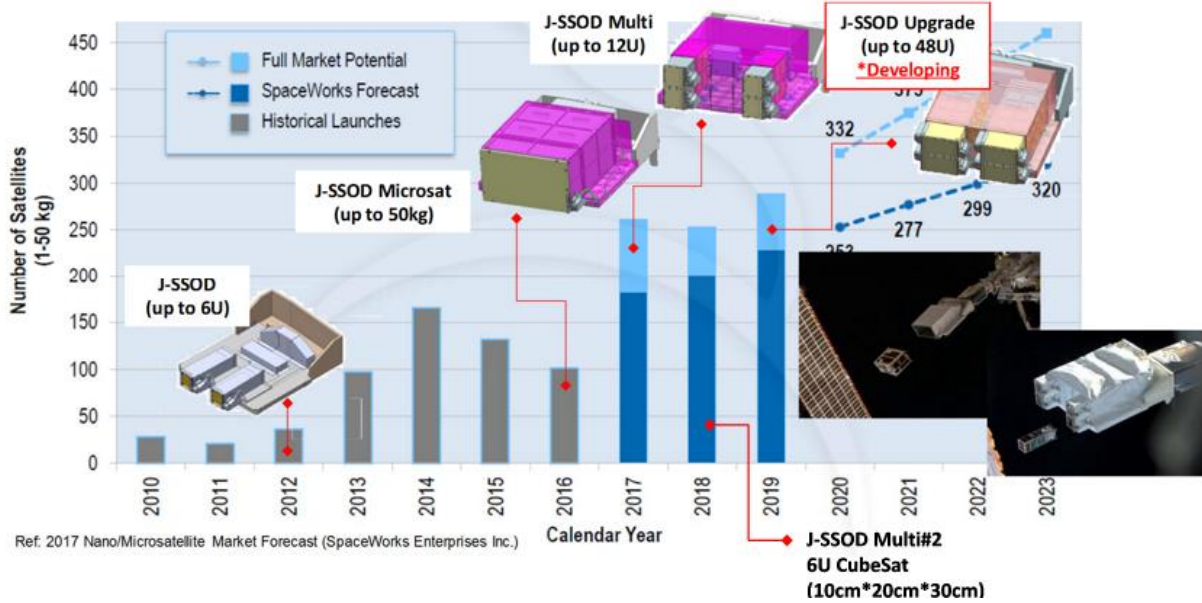 J-SSOD Multi
(up to 12U)
J-SSOD Upgrade
(up to 48U)
*Developing
450
400
350
300
250
200
150
100
50
0
Number of Satellites
(1-50 kg)
Full Market Potential
SpaceWorks Forecast
Historical Launches
J-SSOD Microsat
(up to 50kg)
J-SSOD
(up to 6U)
332
277
299
320
2010
2011
2012
2013
2014
2015
2016
2017
2018
2019
2020
2021
2022
2023
Calendar Year
Ref: 2017 Nano/Microsatellite Market Forecast (SpaceWorks Enterprises Inc.)
J-SSOD Multi#2
6U CubeSat
(10cm*20cm*30cm)